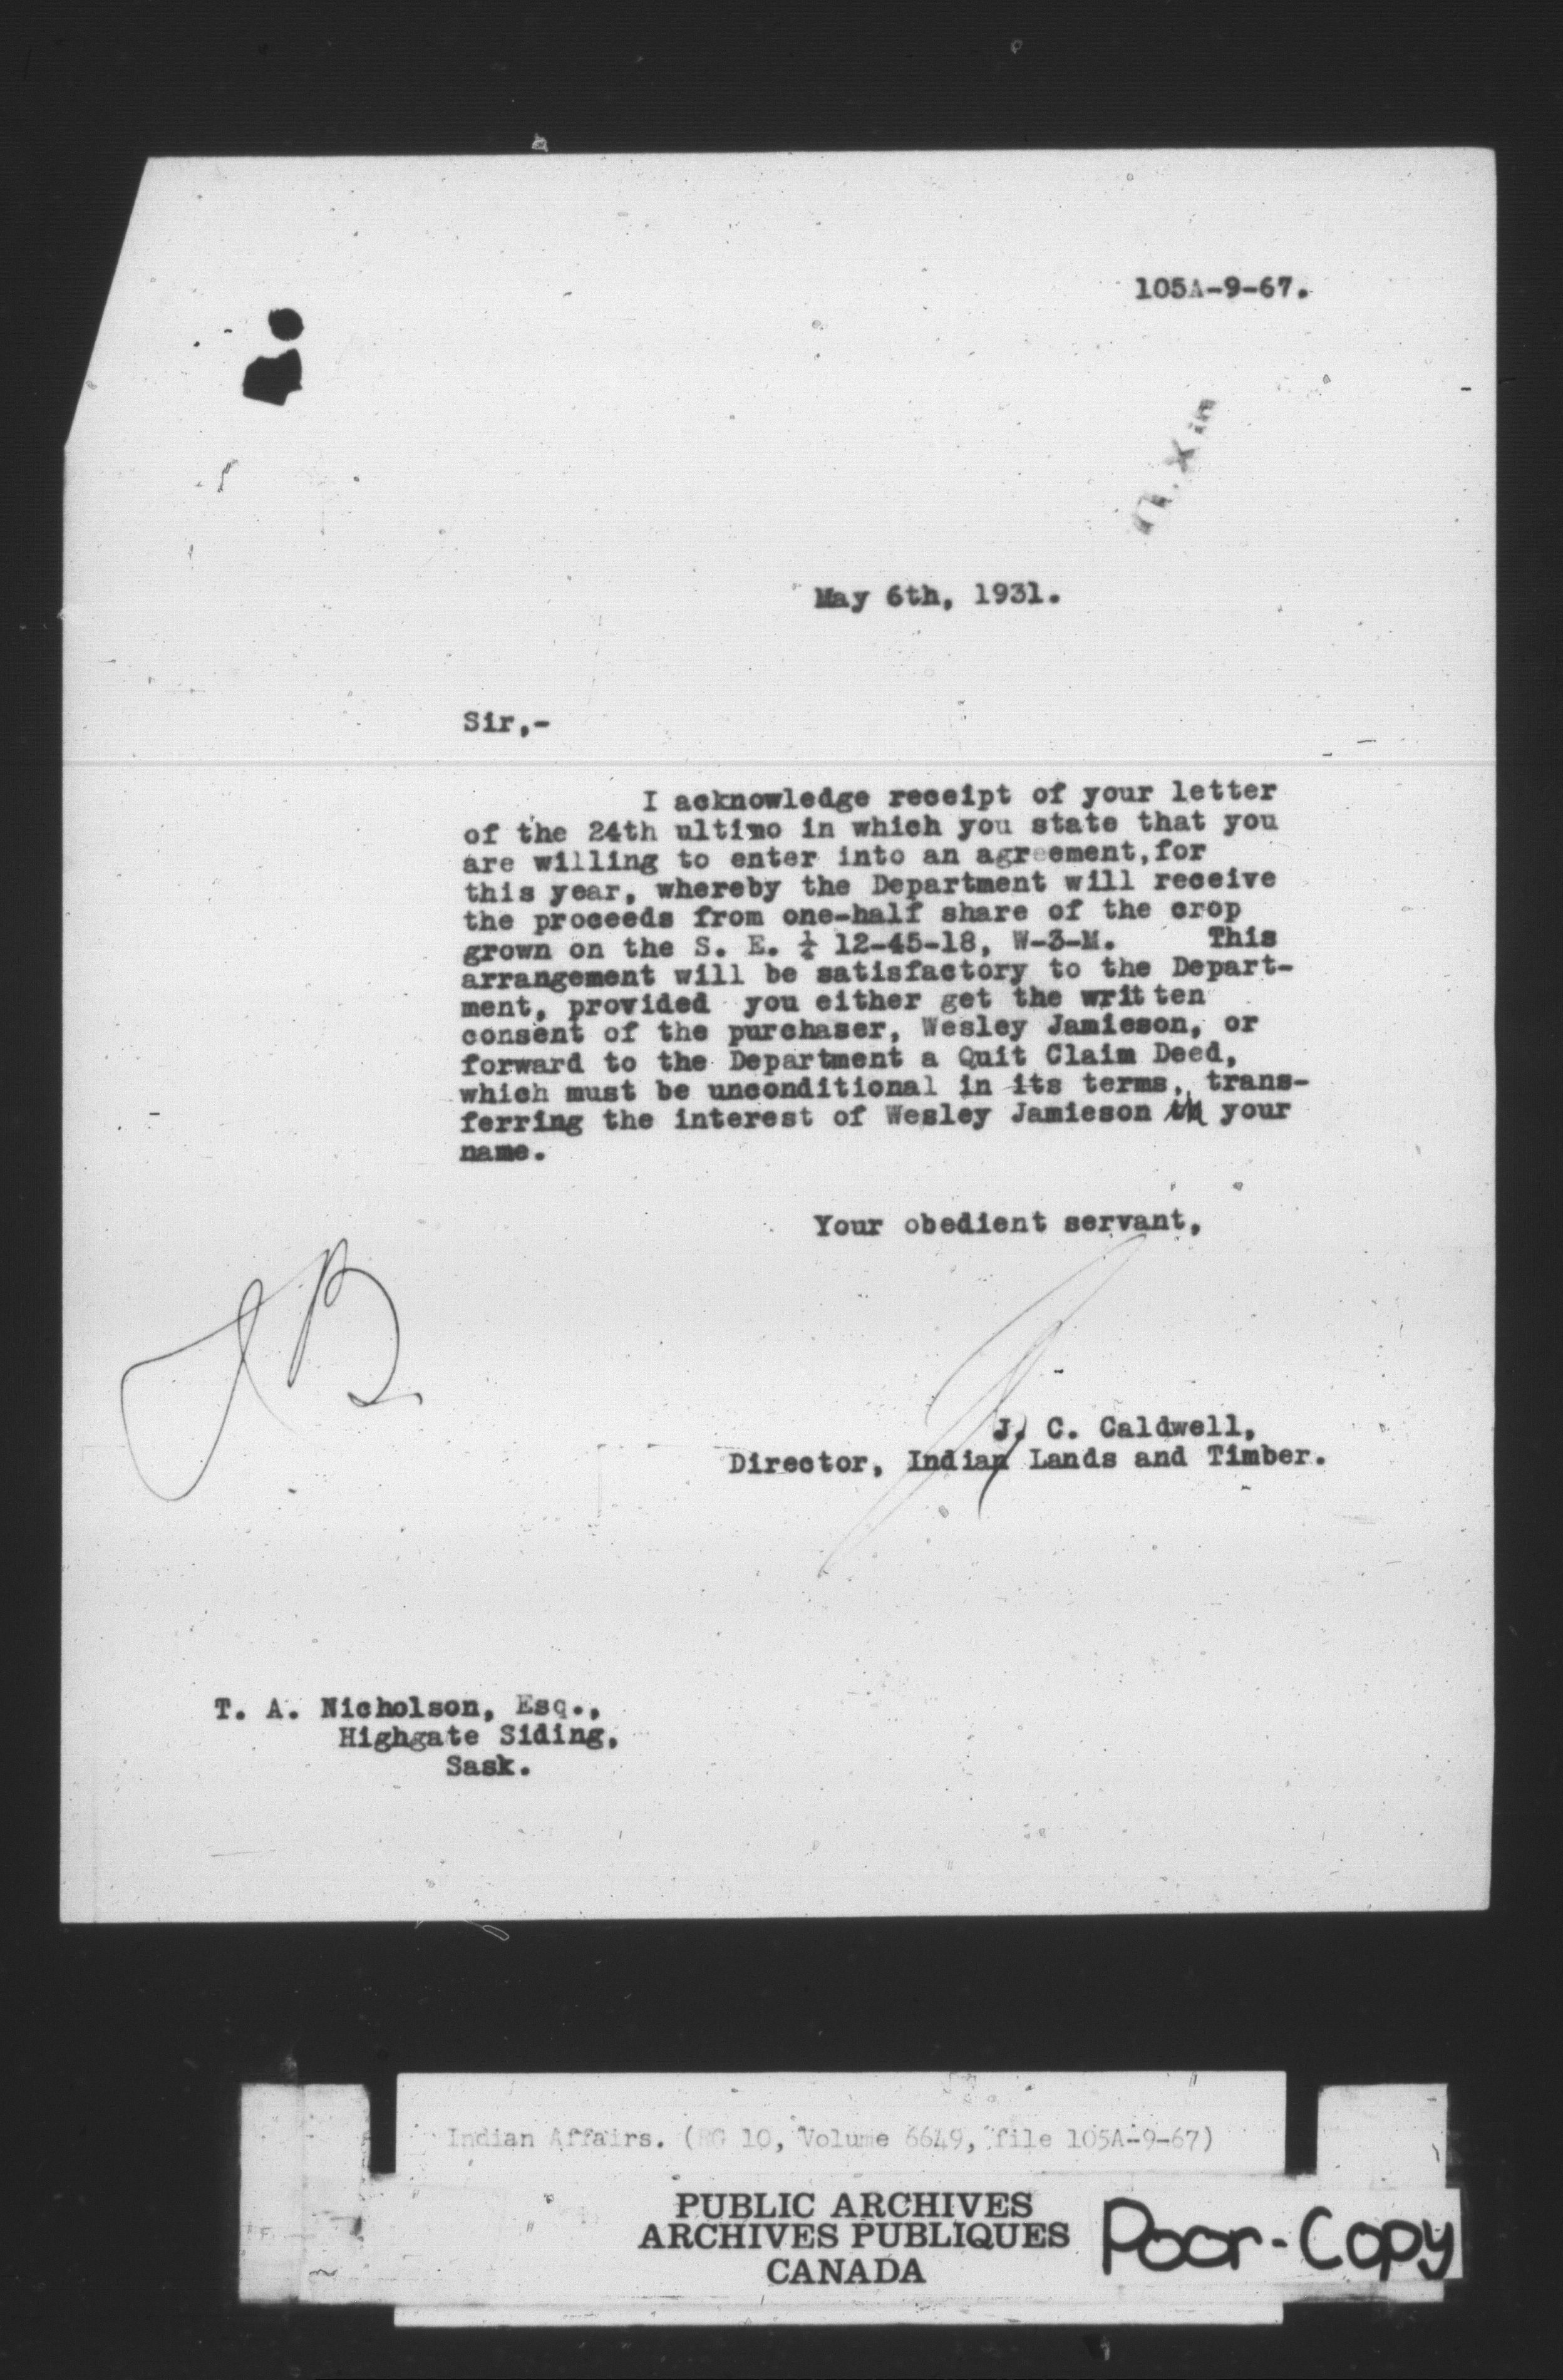 105A-9-67.
May 6th, 1931.
Sir,-
I acknowledge receipt of your letter
of the 24th ultimo in which you state that you
are willing to enter into an agreement, for
this year, whereby the Department will receive
the proceeds from one-half share of the crop
grown on the S. E. ¼ 12-45-18, W-3-M. This
arrangement will be satisfactory to the Depart-
ment, provided you either get the written
consent of the purchaser, Wesley Jamieson, or
forward to the Department a Quit Claim Deed,
which must be unconditional in its terms, trans-
ferring the interest of Wesley Jamieson in your
name.
Your obedient servant,
J. C. Caldwell,
Director, Indian Lands and Timber.
T. A. Nicholson, Esq.,
Highgate Siding,
Sask.
Indian Affairs. (RG 10, Volume 6649, file 105A-9-67)
PUBLIC ARCHIVES
ARCHIVES PUBLIQUES
CANADA
Poor-Copy